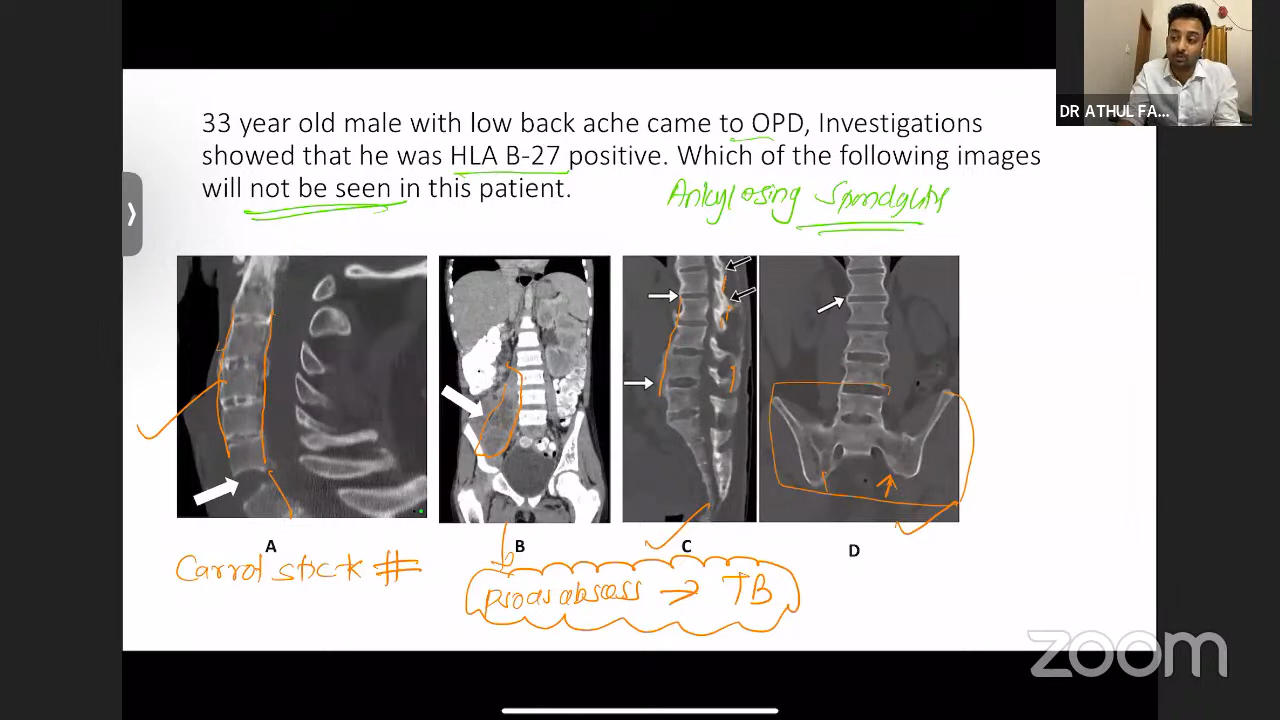 DR ATHUL FA...
33 year old male with low back ache came to OPD, Investigations
showed that he was HLA B-27 positive. Which of the following images
will not be seen in this patient.
Ankylosing Spondylitis
A
B
C
D
Carrot stick #
Psoas abscess → TB
zoom